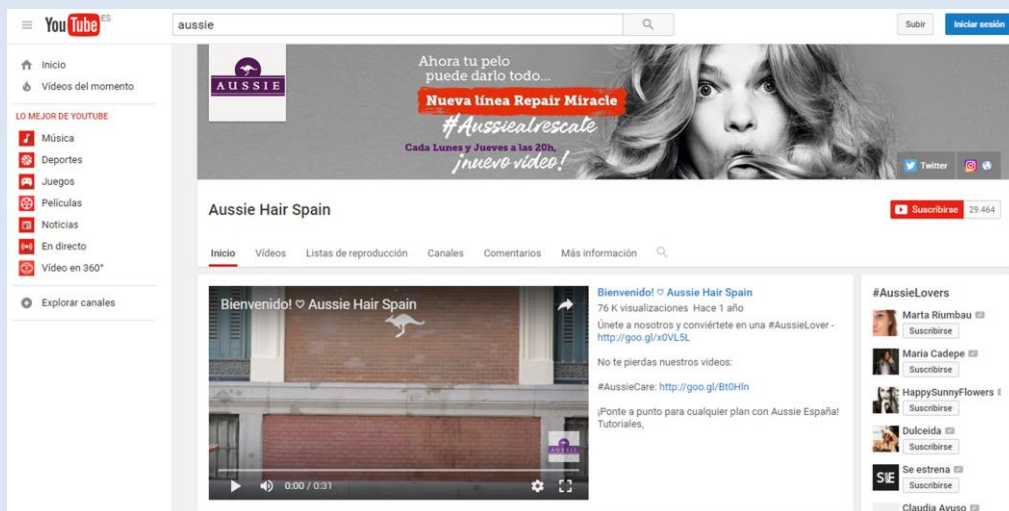 YouTube ES
aussie
Subir
Iniciar sesión
Inicio
Vídeos del momento
LO MEJOR DE YOUTUBE
Música
Deportes
Juegos
Películas
Noticias
En directo
Vídeo en 360°
Explorar canales
AUSSIE
Ahora tu pelo
puede darlo todo...
Nueva línea Repair Miracle
#Aussiealrescate
Cada Lunes y Jueves a las 20h,
¡nuevo vídeo!
Twitter
Aussie Hair Spain
Suscribirse 29.464
Inicio Vídeos Listas de reproducción Canales Comentarios Más información
Bienvenido! ♡ Aussie Hair Spain
AUSSIE
0:00 / 0:31
Bienvenido! ♡ Aussie Hair Spain
76 K visualizaciones Hace 1 año
Únete a nosotros y conviértete en una #AussieLover -
http://goo.gl/x0VL5L
No te pierdas nuestros videos:
#AussieCare: http://goo.gl/Bt0Hln
¡Ponte a punto para cualquier plan con Aussie España!
Tutoriales,
#AussieLovers
Marta Riumbau
Suscribirse
Maria Cadepe
Suscribirse
HappySunnyFlowers
Suscribirse
Dulceida
Suscribirse
SIE
Se estrena
Suscribirse
Claudia Ayuso